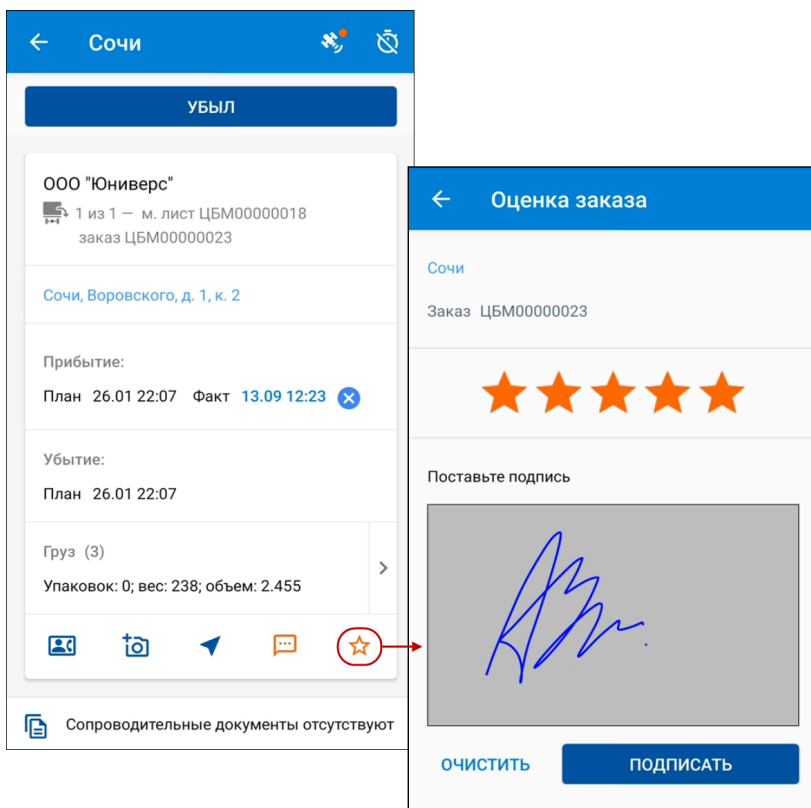 Сочи
УБЫЛ
ООО "Юниверс"
1 из 1 — м. лист ЦБМ00000018
заказ ЦБМ00000023
Сочи, Воровского, д. 1, к. 2
Прибытие:
План 26.01 22:07 Факт 13.09 12:23
Убытие:
План 26.01 22:07
Груз (3)
Упаковок: 0; вес: 238; объем: 2.455
Сопроводительные документы отсутствуют
Оценка заказа
Сочи
Заказ ЦБМ00000023
Поставьте подпись
ОЧИСТИТЬ
ПОДПИСАТЬ